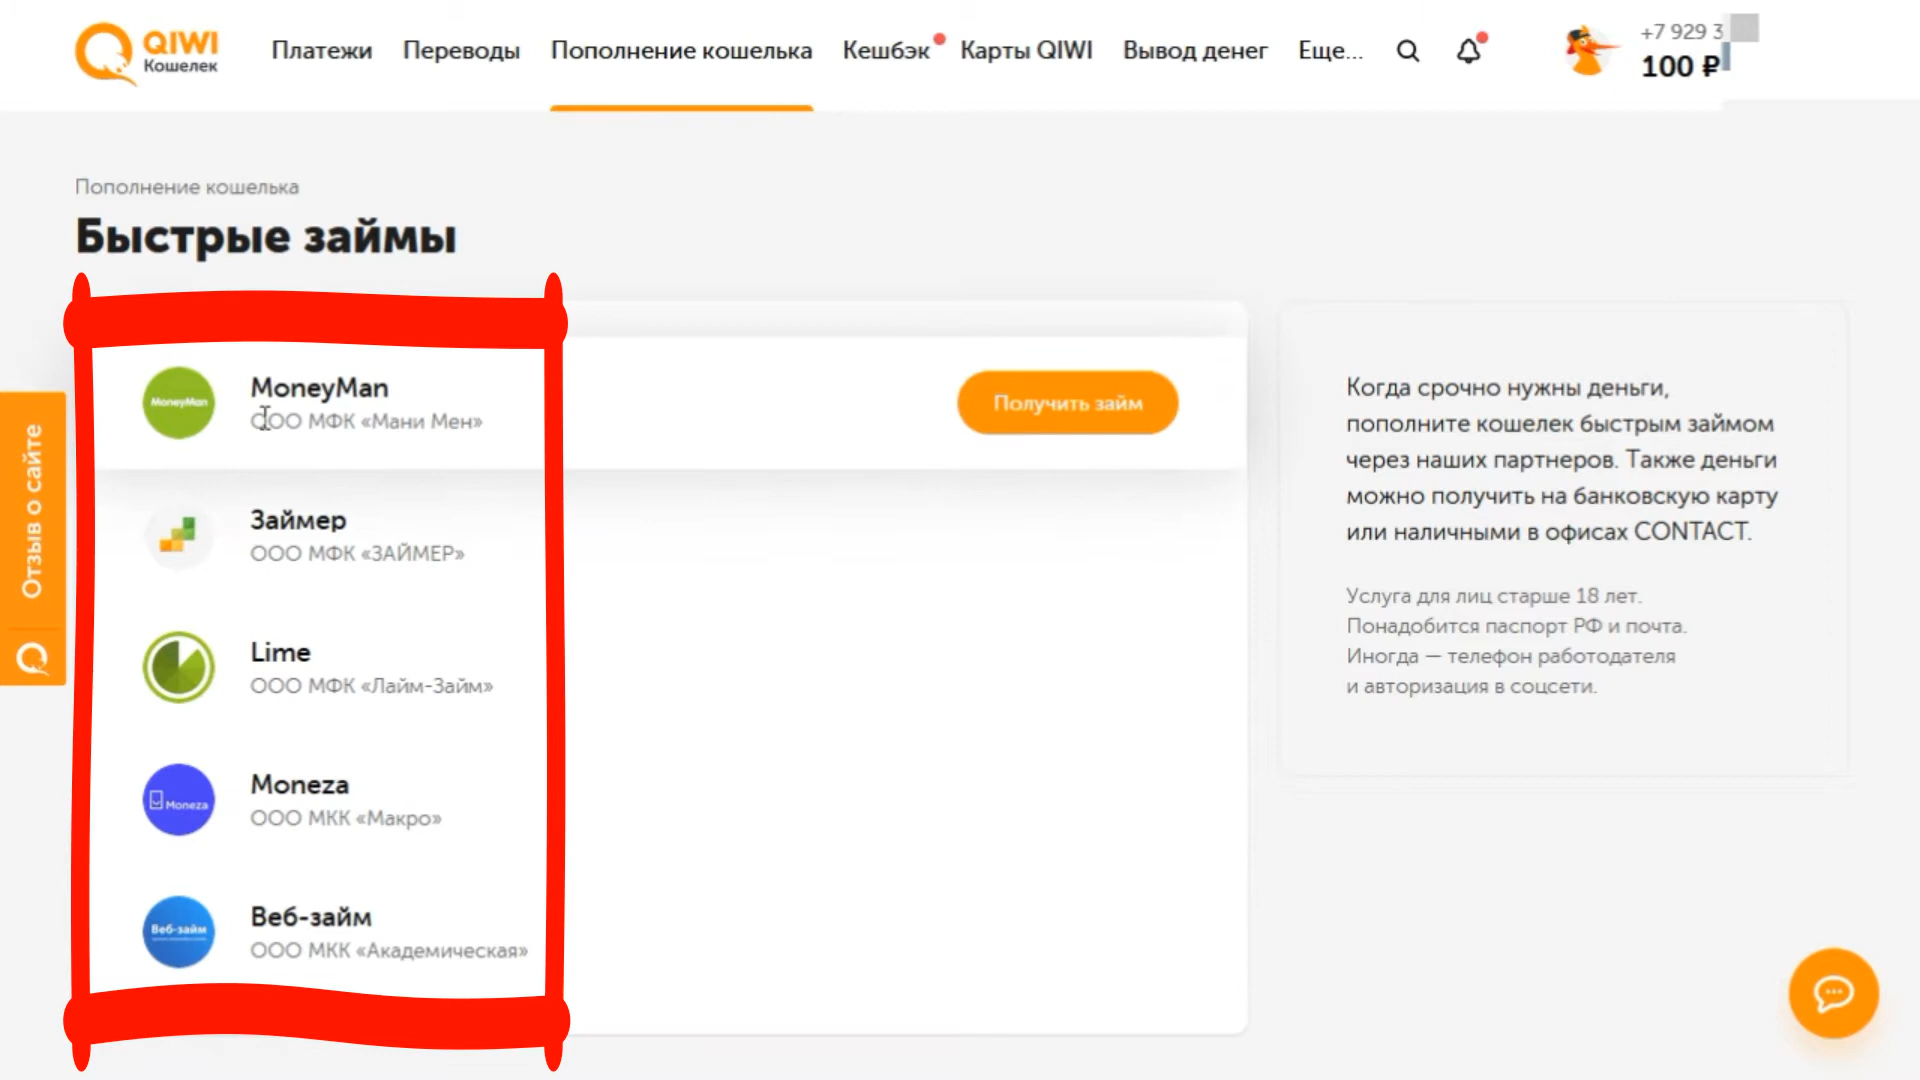 QIWI
Кошелек
Платежи
Переводы
Пополнение кошелька
Кешбэк
Карты QIWI
Вывод денег
Еще...
+7 929 3
100 ₽
Пополнение кошелька
Быстрые займы
MoneyMan
MoneyMan
ООО МФК «Мани Мен»
Получить займ
Займер
ООО МФК «ЗАЙМЕР»
Lime
ООО МФК «Лайм-Займ»
Moneza
Moneza
ООО МКК «Макро»
Веб-займ
Веб-займ
ООО МКК «Академическая»
Когда срочно нужны деньги,
пополните кошелек быстрым займом
через наших партнеров. Также деньги
можно получить на банковскую карту
или наличными в офисах CONTACT.
Услуга для лиц старше 18 лет.
Понадобится паспорт РФ и почта.
Иногда — телефон работодателя
и авторизация в соцсети.
Отзыв о сайте